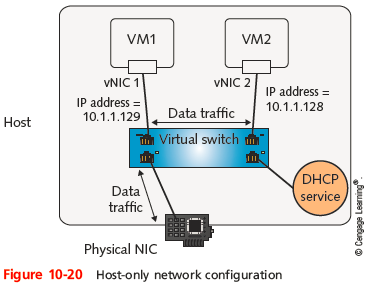 VM1
VM2
vNIC 1
vNIC 2
IP address =
10.1.1.129
IP address =
10.1.1.128
Data traffic
Host
Virtual switch
Data
traffic
DHCP
service
Physical NIC
© Cengage Learning®.
Figure 10-20 Host-only network configuration